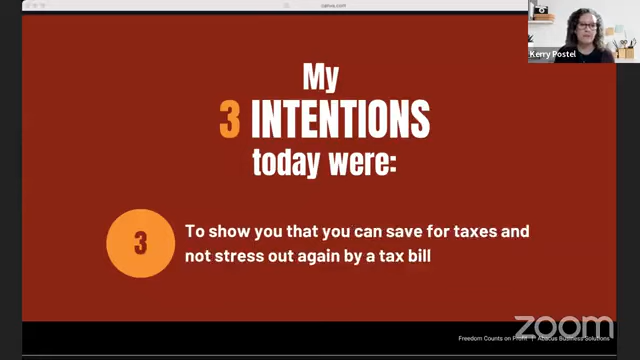 canva.com
Kerry Postel
My
3 INTENTIONS
today were:
3
To show you that you can save for taxes and
not stress out again by a tax bill
zoom
Freedom Counts on Profit | Abacus Business Solutions